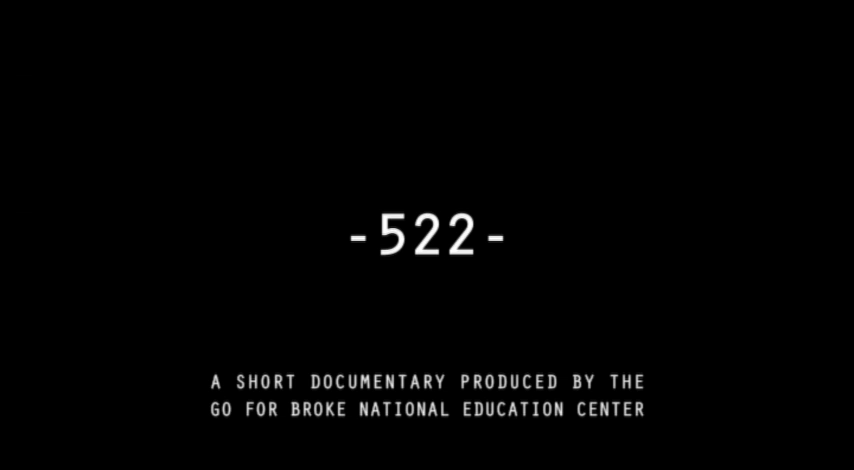 -522-
A SHORT DOCUMENTARY PRODUCED BY THE
GO FOR BROKE NATIONAL EDUCATION CENTER